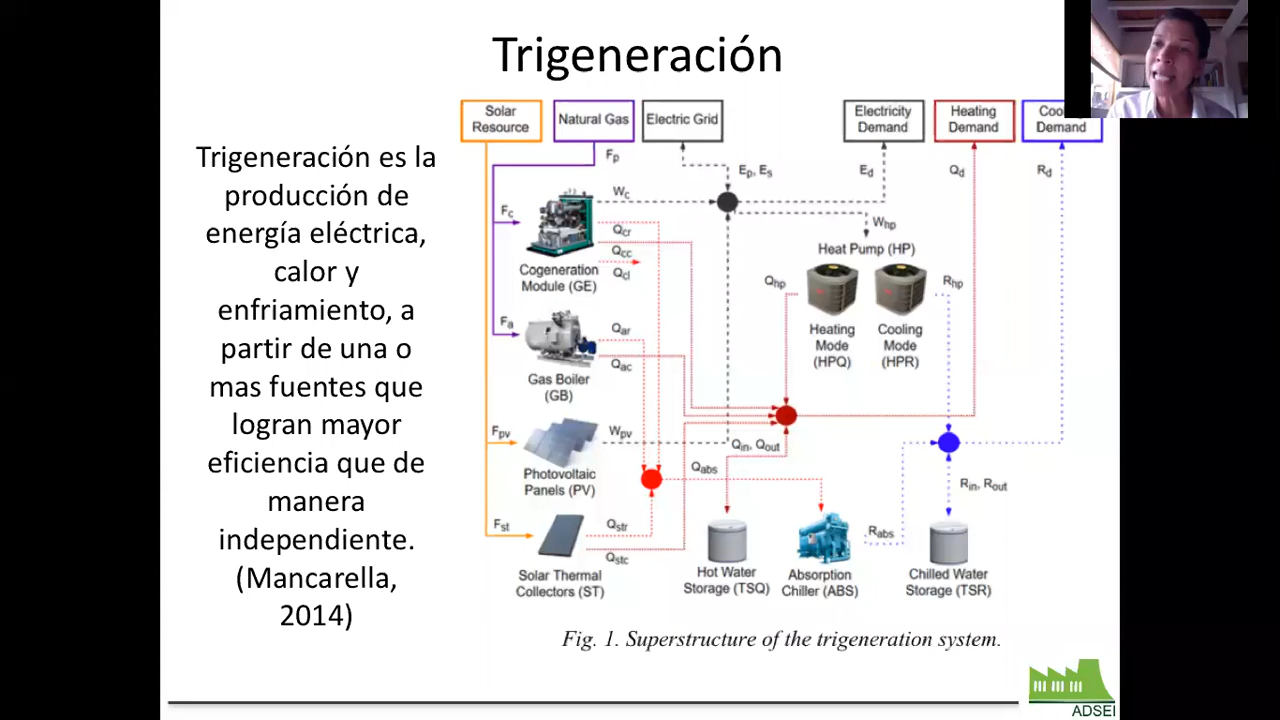 Trigeneración
Trigeneración es la
producción de
energía eléctrica,
calor y
enfriamiento, a
partir de una o
mas fuentes que
logran mayor
eficiencia que de
manera
independiente.
(Mancarella,
2014)
Solar
Resource
Natural Gas
Electric Grid
Electricity
Demand
Heating
Demand
Demand
Fp
Ep, Es
Ed
Qd
Rd
Wc
Fc
Qcr
Qcc
Qcl
Whp
Cogeneration
Module (GE)
Heat Pump (HP)
Qhp
Rhp
Heating
Mode
(HPQ)
Cooling
Mode
(HPR)
Fa
Qar
Qac
Gas Boiler
(GB)
Fpv
Wpv
Qin, Qout
Photovoltaic
Panels (PV)
Qabs
Rin, Rout
Fst
Qstr
Qstc
Rabs
Solar Thermal
Collectors (ST)
Hot Water
Storage (TSQ)
Absorption
Chiller (ABS)
Chilled Water
Storage (TSR)
Fig. 1. Superstructure of the trigeneration system.
ADSEI